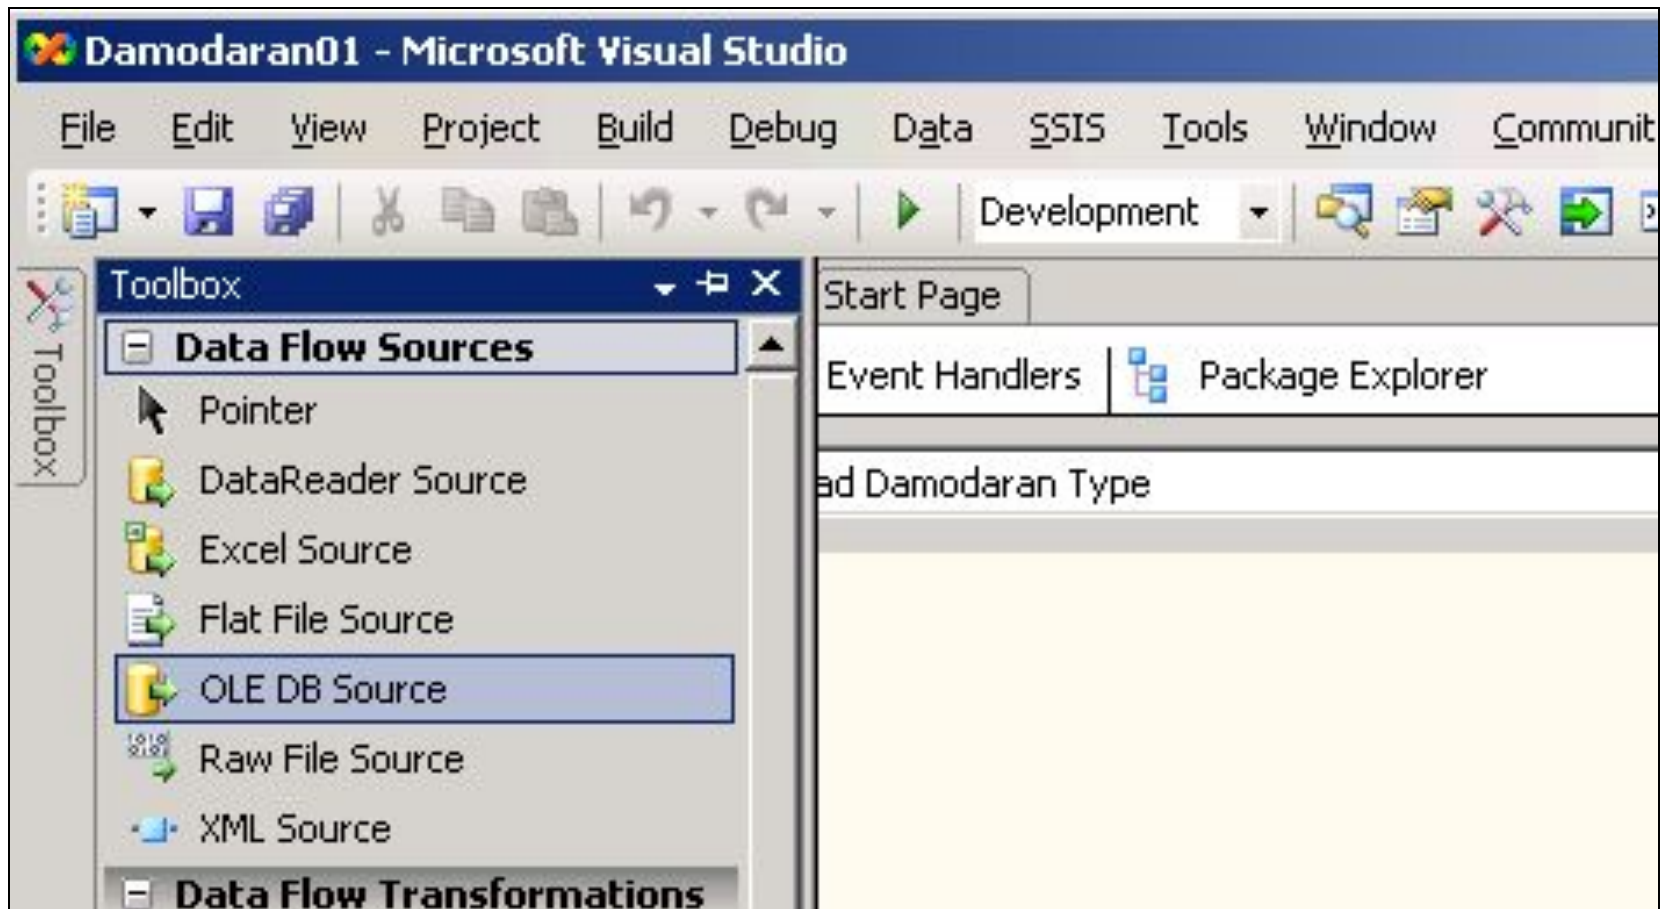 Damodaran01 - Microsoft Visual Studio
File Edit View Project Build Debug Data SSIS Tools Window Communit
Development
Toolbox
Toolbox
Start Page
Data Flow Sources
Event Handlers Package Explorer
Pointer
DataReader Source
ad Damodaran Type
Excel Source
Flat File Source
OLE DB Source
Raw File Source
XML Source
Data Flow Transformations